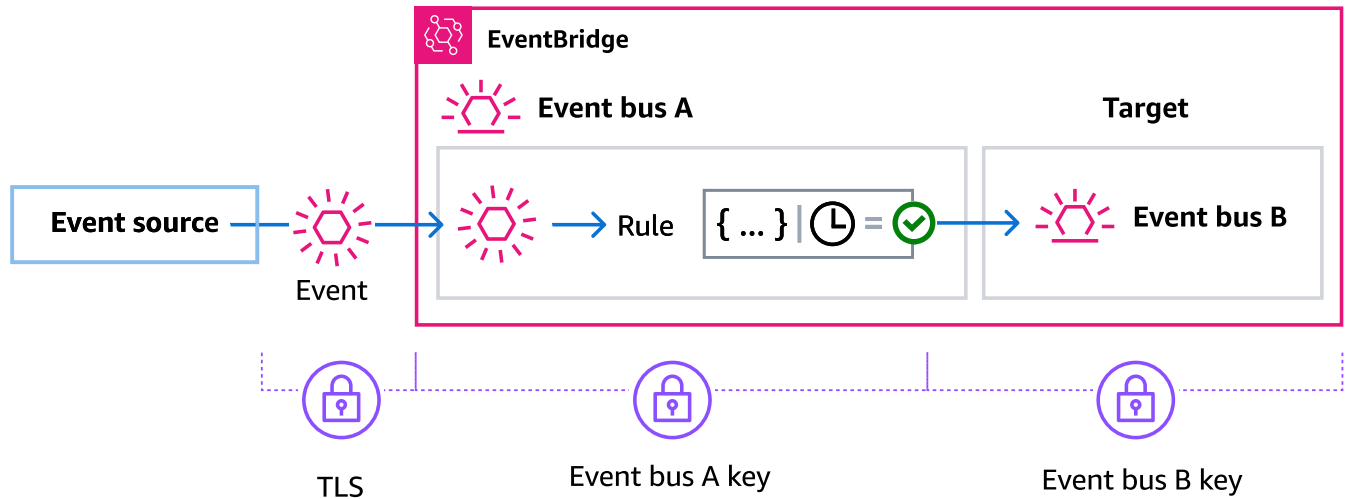 EventBridge
Event bus A
Target
Event source
Event
Rule
{ ... } | =
Event bus B
TLS
Event bus A key
Event bus B key